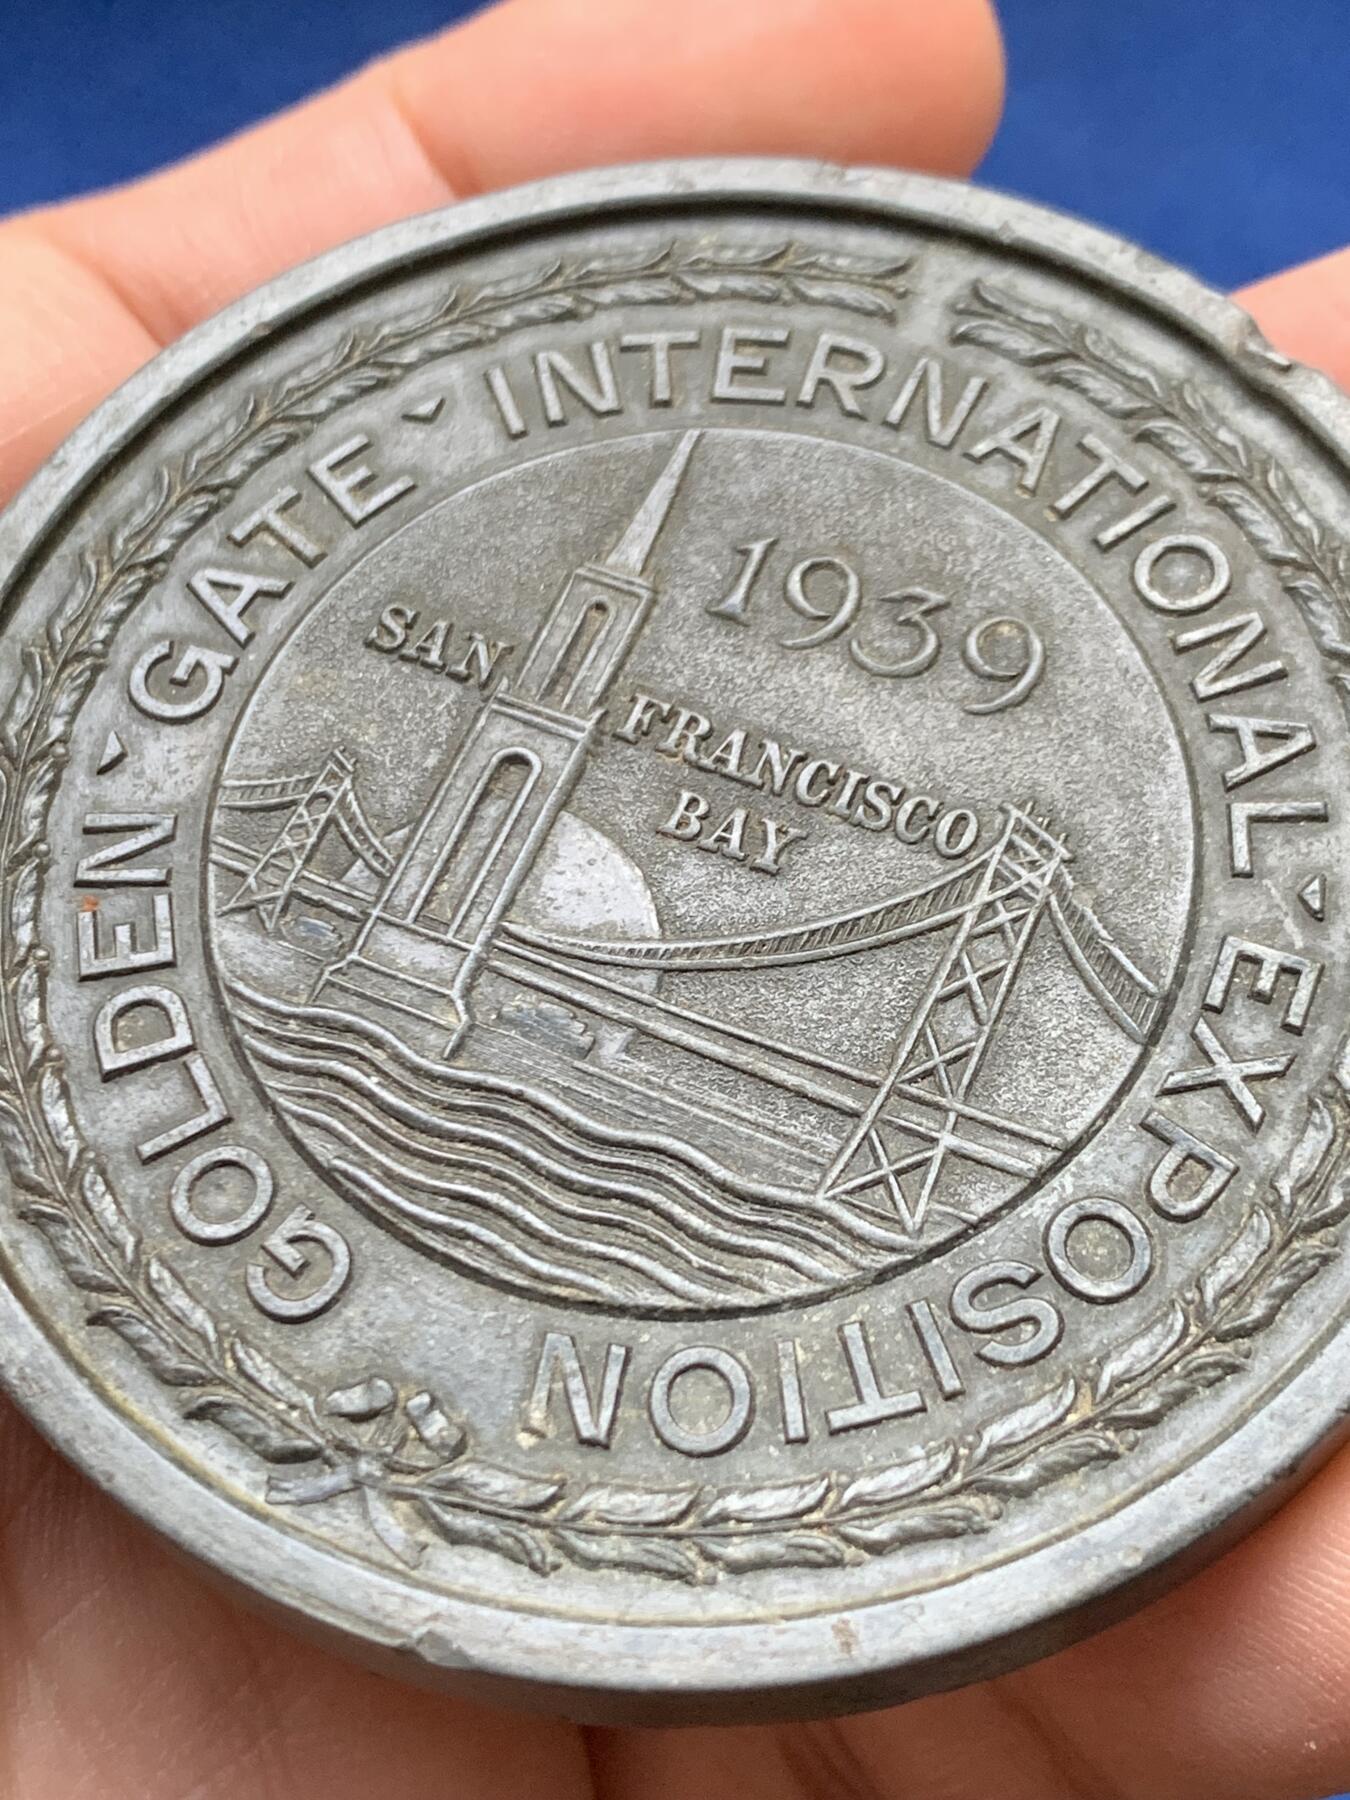 GOLDEN GATE INTERNATIONAL EXPOSITION
1939
SAN FRANCISCO
BAY